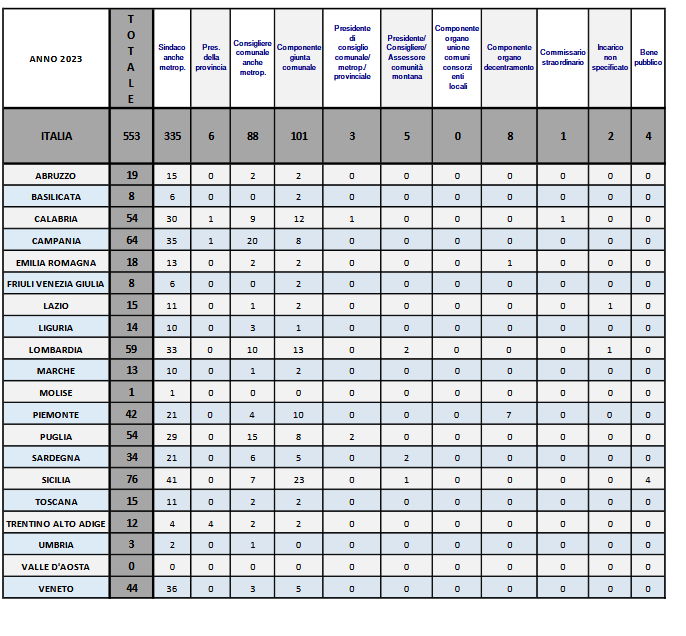 ANNO 2023 | TOTALE | Sindaco anche metrop. | Pres. della provincia | Consigliere comunale anche metrop. | Componente giunta comunale | Presidente di consiglio comunale/ metrop./ provinciale | Presidente/ Consigliere/ Assessore comunità montana | Componente organo unione comuni consorzi enti locali | Componente organo decentramento | Commissario straordinario | Incarico non specificato | Bene pubblico
ITALIA 553 335 6 88 101 3 5 0 8 1 2 4
ABRUZZO 19 15 0 2 2 0 0 0 0 0 0 0
BASILICATA 8 6 0 0 2 0 0 0 0 0 0 0
CALABRIA 54 30 1 9 12 1 0 0 0 1 0 0
CAMPANIA 64 35 1 20 8 0 0 0 0 0 0 0
EMILIA ROMAGNA 18 13 0 2 2 0 0 0 1 0 0 0
FRIULI VENEZIA GIULIA 8 6 0 0 2 0 0 0 0 0 0 0
LAZIO 15 11 0 1 2 0 0 0 0 0 1 0
LIGURIA 14 10 0 3 1 0 0 0 0 0 0 0
LOMBARDIA 59 33 0 10 13 0 2 0 0 0 1 0
MARCHE 13 10 0 1 2 0 0 0 0 0 0 0
MOLISE 1 1 0 0 0 0 0 0 0 0 0 0
PIEMONTE 42 21 0 4 10 0 0 0 7 0 0 0
PUGLIA 54 29 0 15 8 2 0 0 0 0 0 0
SARDEGNA 34 21 0 6 5 0 2 0 0 0 0 0
SICILIA 76 41 0 7 23 0 1 0 0 0 0 4
TOSCANA 15 11 0 2 2 0 0 0 0 0 0 0
TRENTINO ALTO ADIGE 12 4 4 2 2 0 0 0 0 0 0 0
UMBRIA 3 2 0 1 0 0 0 0 0 0 0 0
VALLE D'AOSTA 0 0 0 0 0 0 0 0 0 0 0 0
VENETO 44 36 0 3 5 0 0 0 0 0 0 0